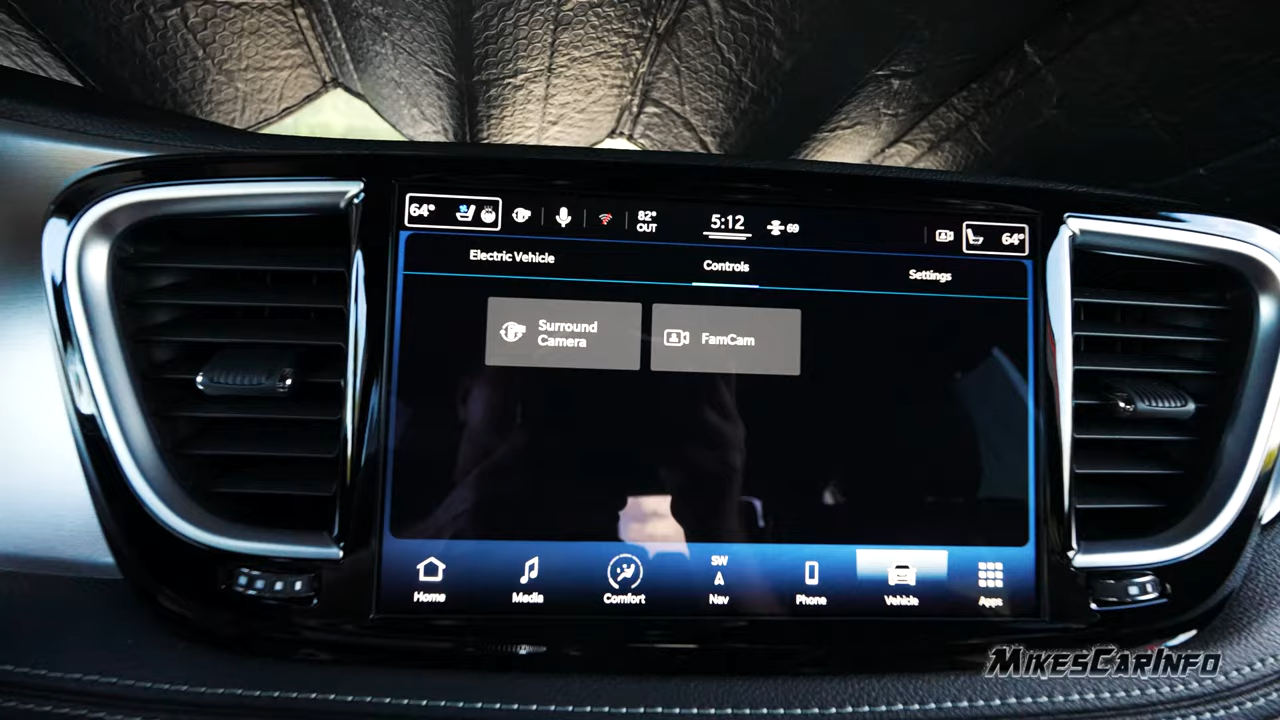 64°
82°
OUT
5:12
69
64°
Electric Vehicle
Controls
Settings
Surround
Camera
FamCam
Home
Media
Comfort
SW
Nav
Phone
Vehicle
Apps
MIKESCARINFO